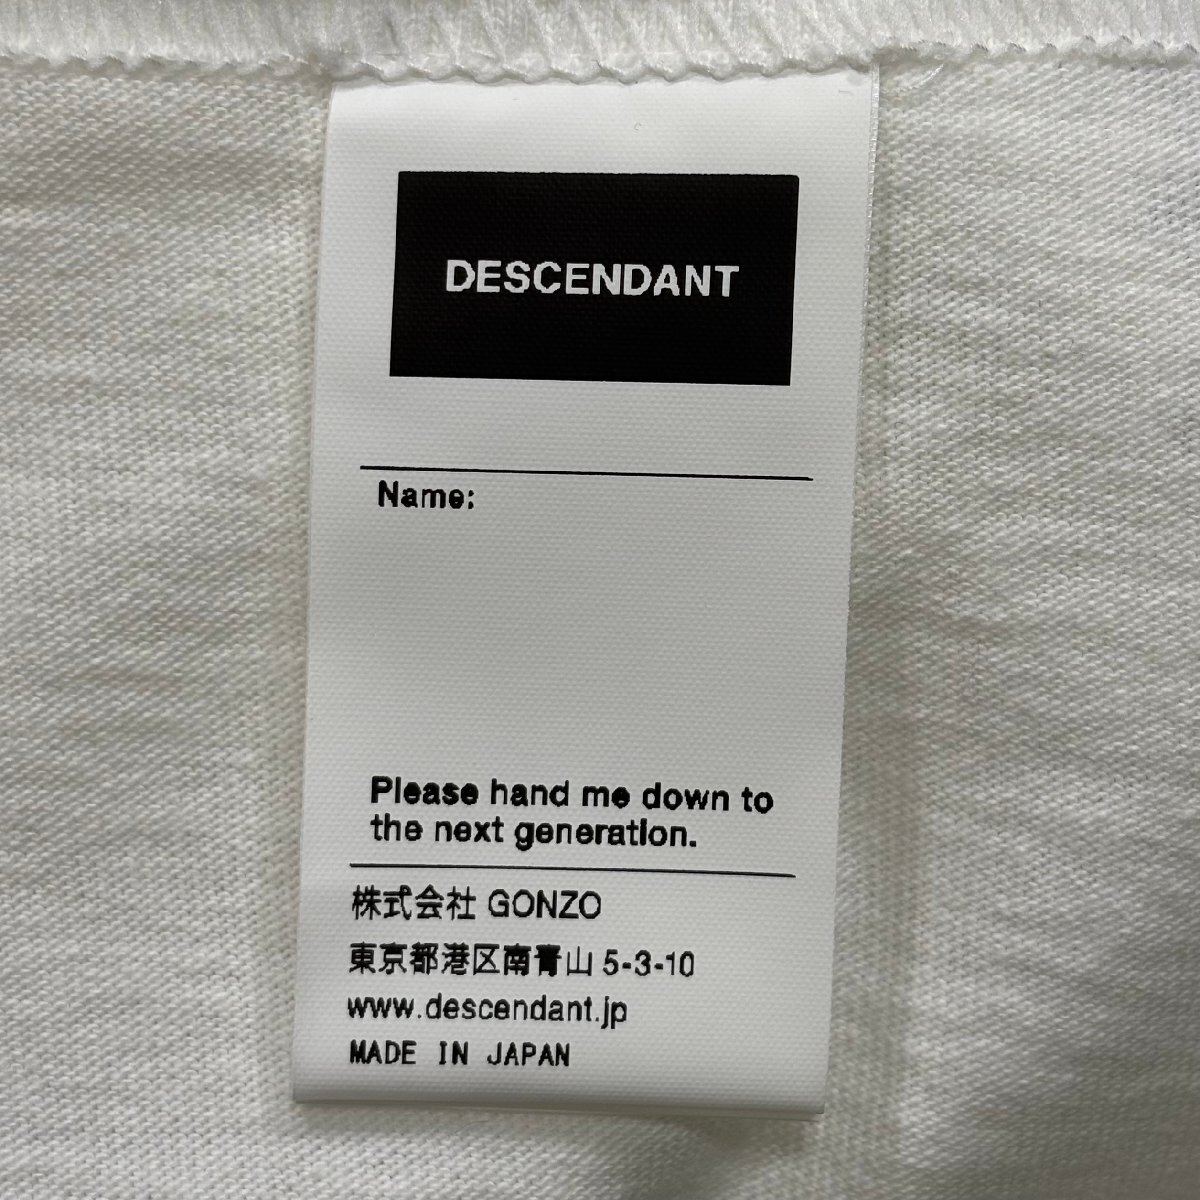 DESCENDANT
Name:
Please hand me down to
the next generation.
株式会社 GONZO
東京都港区南青山 5-3-10
www.descendant.jp
MADE IN JAPAN